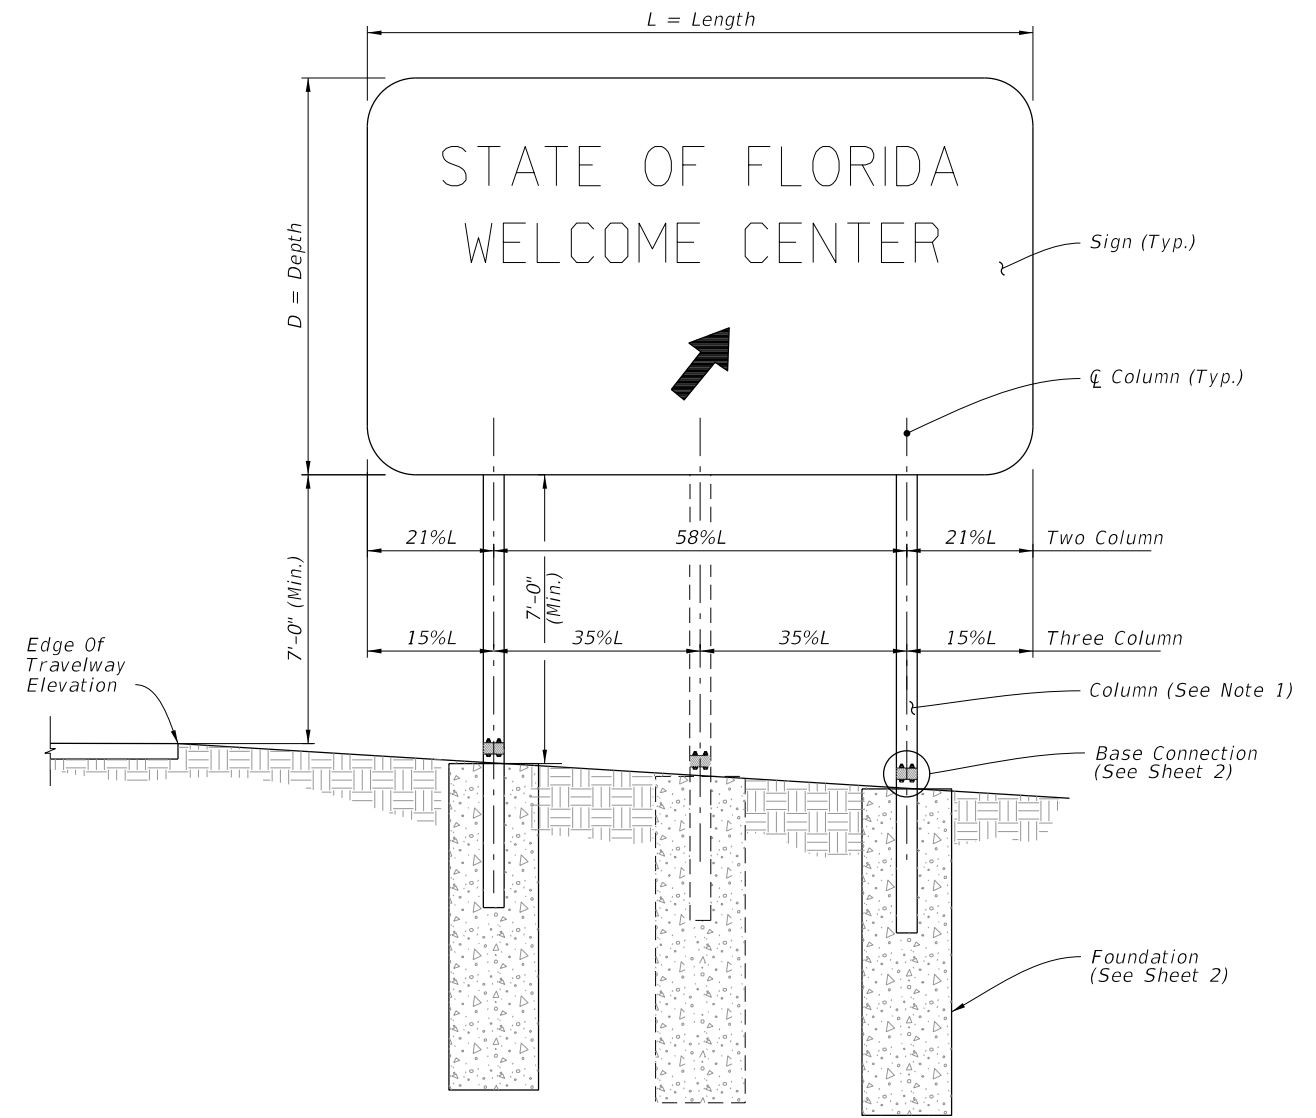 L = Length
STATE OF FLORIDA
WELCOME CENTER
D = Depth
Sign (Typ.)
℄ Column (Typ.)
21%L
58%L
21%L
Two Column
7'-0" (Min.)
7'-0"
(Min.)
15%L
35%L
35%L
15%L
Three Column
Edge Of
Travelway
Elevation
Column (See Note 1)
Base Connection
(See Sheet 2)
Foundation
(See Sheet 2)